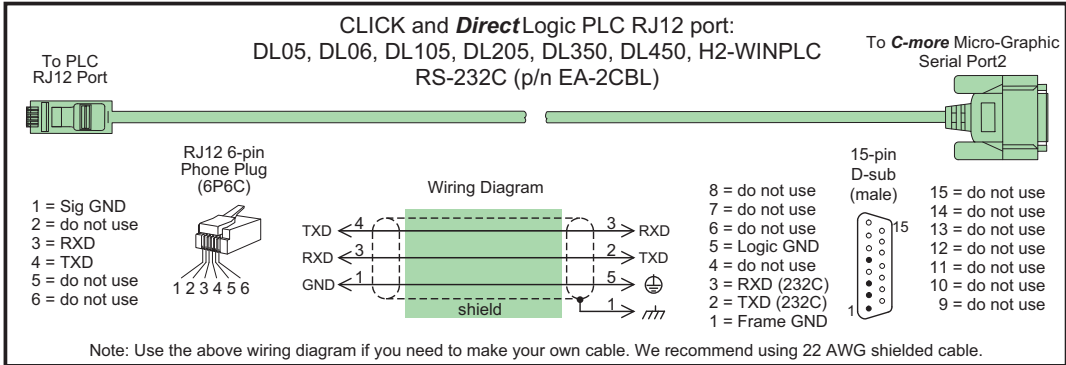 CLICK and DirectLogic PLC RJ12 port:
DL05, DL06, DL105, DL205, DL350, DL450, H2-WINPLC
RS-232C (p/n EA-2CBL)
To PLC
RJ12 Port
To C-more Micro-Graphic
Serial Port2
RJ12 6-pin
Phone Plug
(6P6C)
1 = Sig GND
2 = do not use
3 = RXD
4 = TXD
5 = do not use
6 = do not use
1 2 3 4 5 6
Wiring Diagram
TXD 4 3 RXD
RXD 3 2 TXD
GND 1 5
shield 1
8 = do not use
7 = do not use
6 = do not use
5 = Logic GND
4 = do not use
3 = RXD (232C)
2 = TXD (232C)
1 = Frame GND
15-pin
D-sub
(male)
15
1
15 = do not use
14 = do not use
13 = do not use
12 = do not use
11 = do not use
10 = do not use
9 = do not use
Note: Use the above wiring diagram if you need to make your own cable. We recommend using 22 AWG shielded cable.